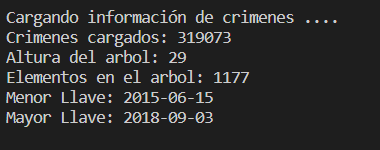 Cargando información de crimenes ....
Crimenes cargados: 319073
Altura del arbol: 29
Elementos en el arbol: 1177
Menor Llave: 2015-06-15
Mayor Llave: 2018-09-03